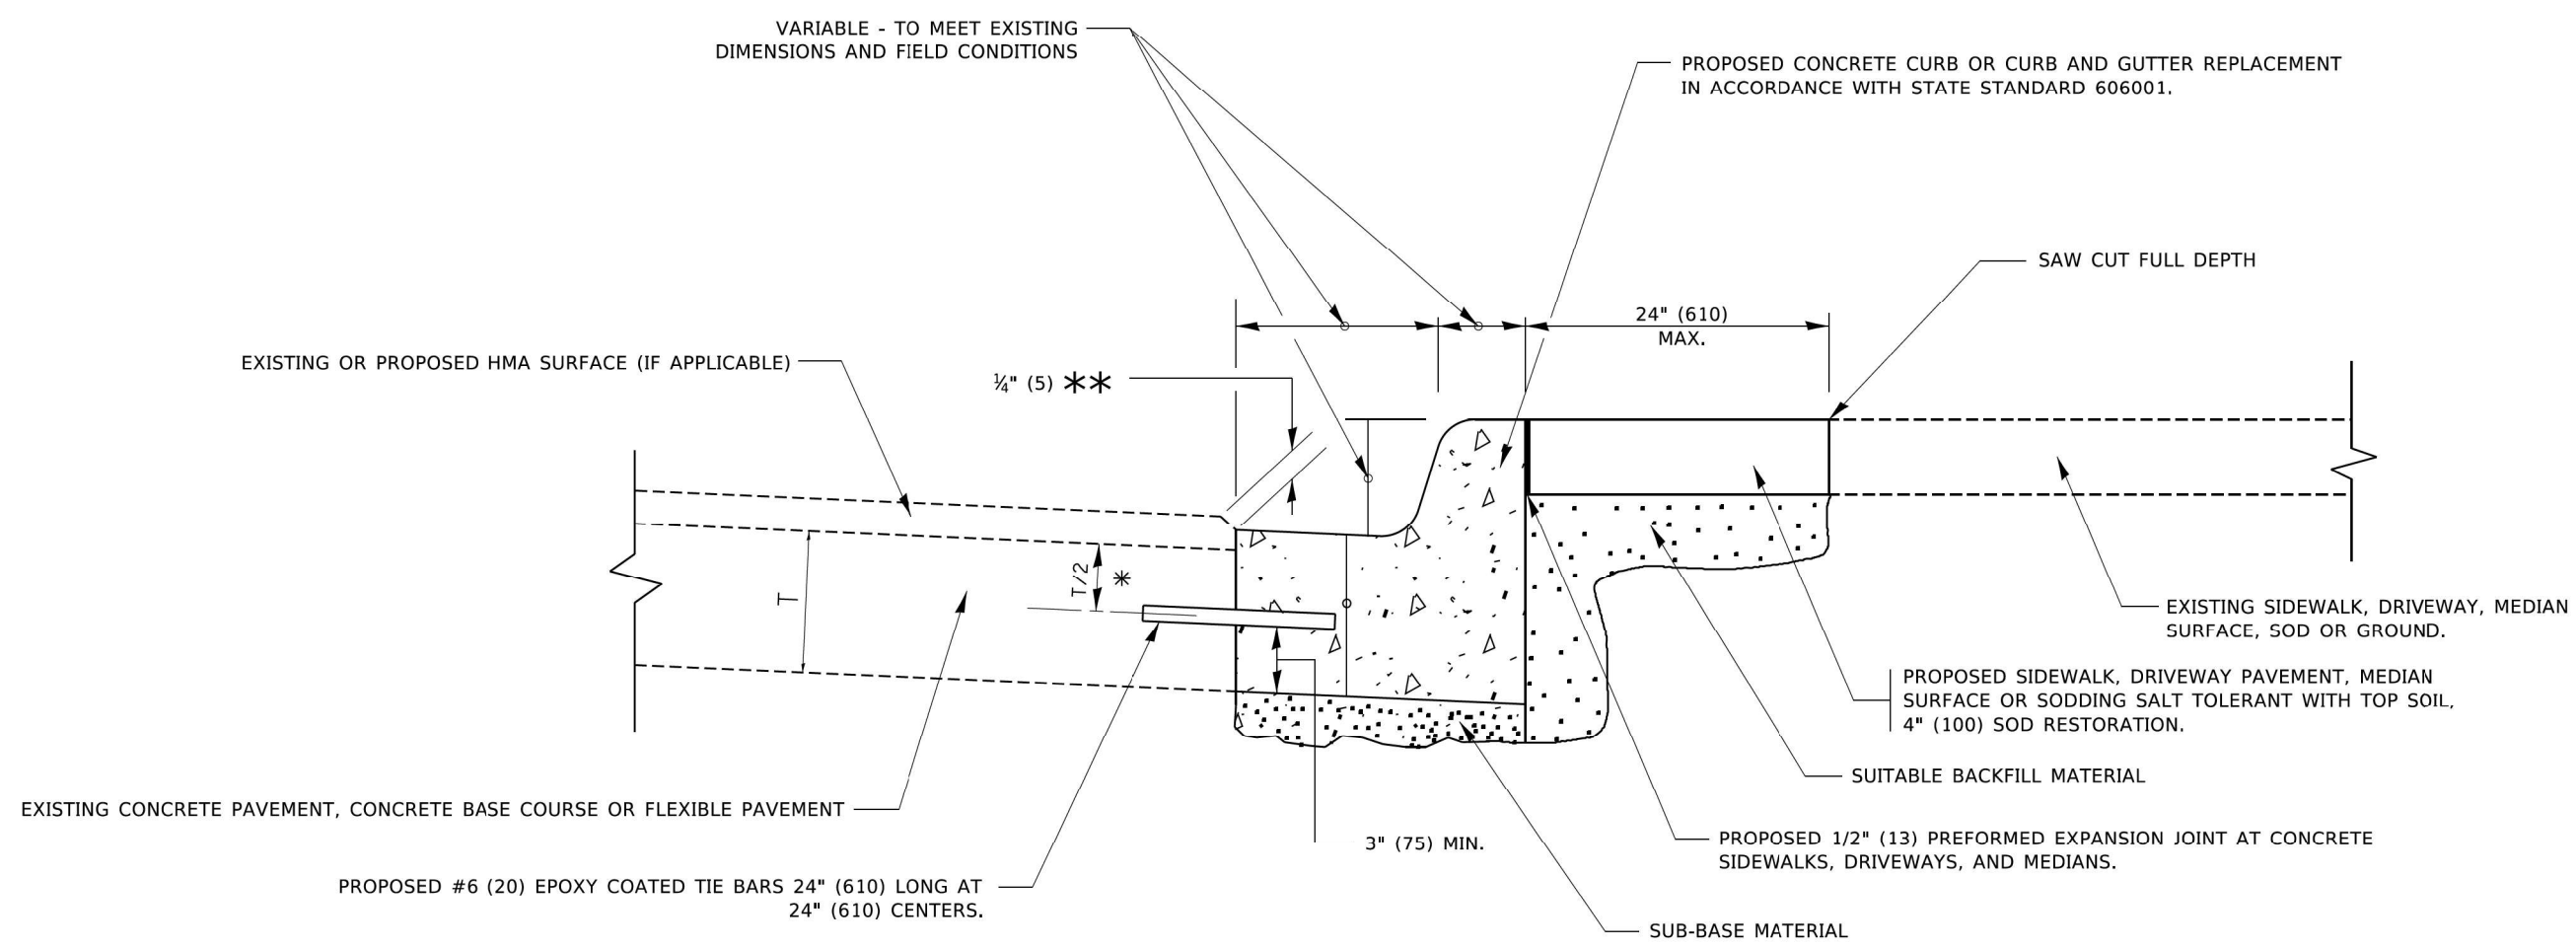 VARIABLE - TO MEET EXISTING
DIMENSIONS AND FIELD CONDITIONS
PROPOSED CONCRETE CURB OR CURB AND GUTTER REPLACEMENT
IN ACCORDANCE WITH STATE STANDARD 606001.
SAW CUT FULL DEPTH
24" (610)
MAX.
EXISTING OR PROPOSED HMA SURFACE (IF APPLICABLE)
¼" (5) **
T
T/2
*
EXISTING SIDEWALK, DRIVEWAY, MEDIAN
SURFACE, SOD OR GROUND.
PROPOSED SIDEWALK, DRIVEWAY PAVEMENT, MEDIAN
SURFACE OR SODDING SALT TOLERANT WITH TOP SOIL,
4" (100) SOD RESTORATION.
SUITABLE BACKFILL MATERIAL
EXISTING CONCRETE PAVEMENT, CONCRETE BASE COURSE OR FLEXIBLE PAVEMENT
3" (75) MIN.
PROPOSED 1/2" (13) PREFORMED EXPANSION JOINT AT CONCRETE
SIDEWALKS, DRIVEWAYS, AND MEDIANS.
PROPOSED #6 (20) EPOXY COATED TIE BARS 24" (610) LONG AT
24" (610) CENTERS.
SUB-BASE MATERIAL